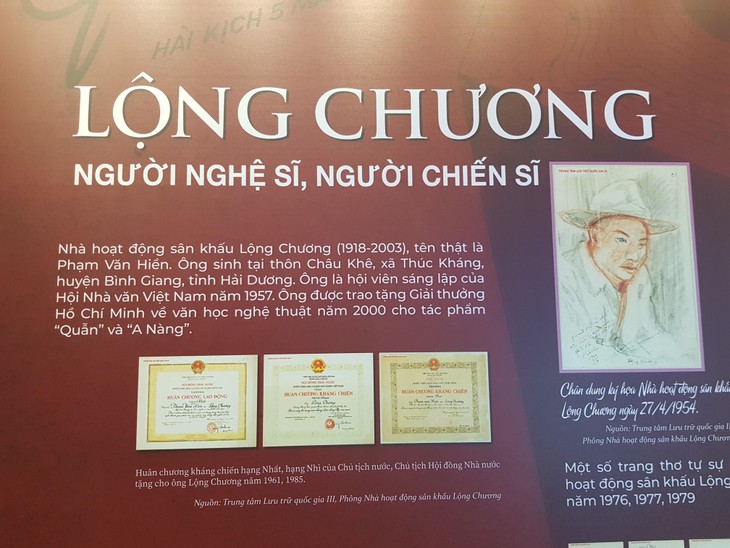 HÀI KỊCH 5 M
LỘNG CHƯƠNG
NGƯỜI NGHỆ SĨ, NGƯỜI CHIẾN SĨ
Nhà hoạt động sân khấu Lộng Chương (1918-2003), tên thật là
Phạm Văn Hiền. Ông sinh tại thôn Châu Khê, xã Thúc Kháng,
huyện Bình Giang, tỉnh Hải Dương. Ông là hội viên sáng lập của
Hội Nhà văn Việt Nam năm 1957. Ông được trao tặng Giải thưởng
Hồ Chí Minh về văn học nghệ thuật năm 2000 cho tác phẩm
“Quẫn” và “A Nàng”.
HUÂN CHƯƠNG LAO ĐỘNG
HUÂN CHƯƠNG KHÁNG CHIẾN
HUÂN CHƯƠNG KHÁNG CHIẾN
Huân chương kháng chiến hạng Nhất, hạng Nhì của Chủ tịch nước, Chủ tịch Hội đồng Nhà nước
tặng cho ông Lộng Chương năm 1961, 1985.
Nguồn: Trung tâm Lưu trữ quốc gia III, Phông Nhà hoạt động sân khấu Lộng Chương
Chân dung ký họa Nhà hoạt động sân khấ
Lộng Chương ngày 27/4/1954.
Nguồn: Trung tâm Lưu trữ quốc gia II
Phông Nhà hoạt động sân khấu Lộng Chươn
Một số trang thơ tự sự
hoạt động sân khấu Lộng
năm 1976, 1977, 1979